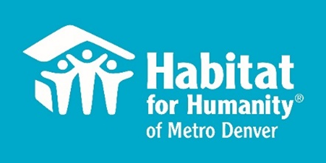 Habitat
for Humanity®
of Metro Denver